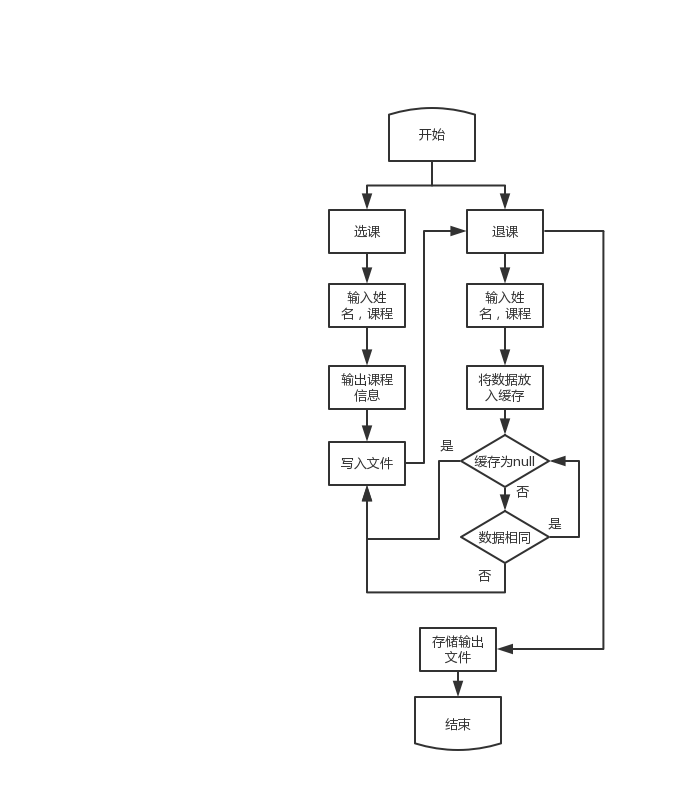 开始
选课
退课
输入姓
名，课程
输入姓
名，课程
输出课程
信息
将数据放
入缓存
写入文件
是
缓存为null
否
数据相同
是
否
存储输出
文件
结束